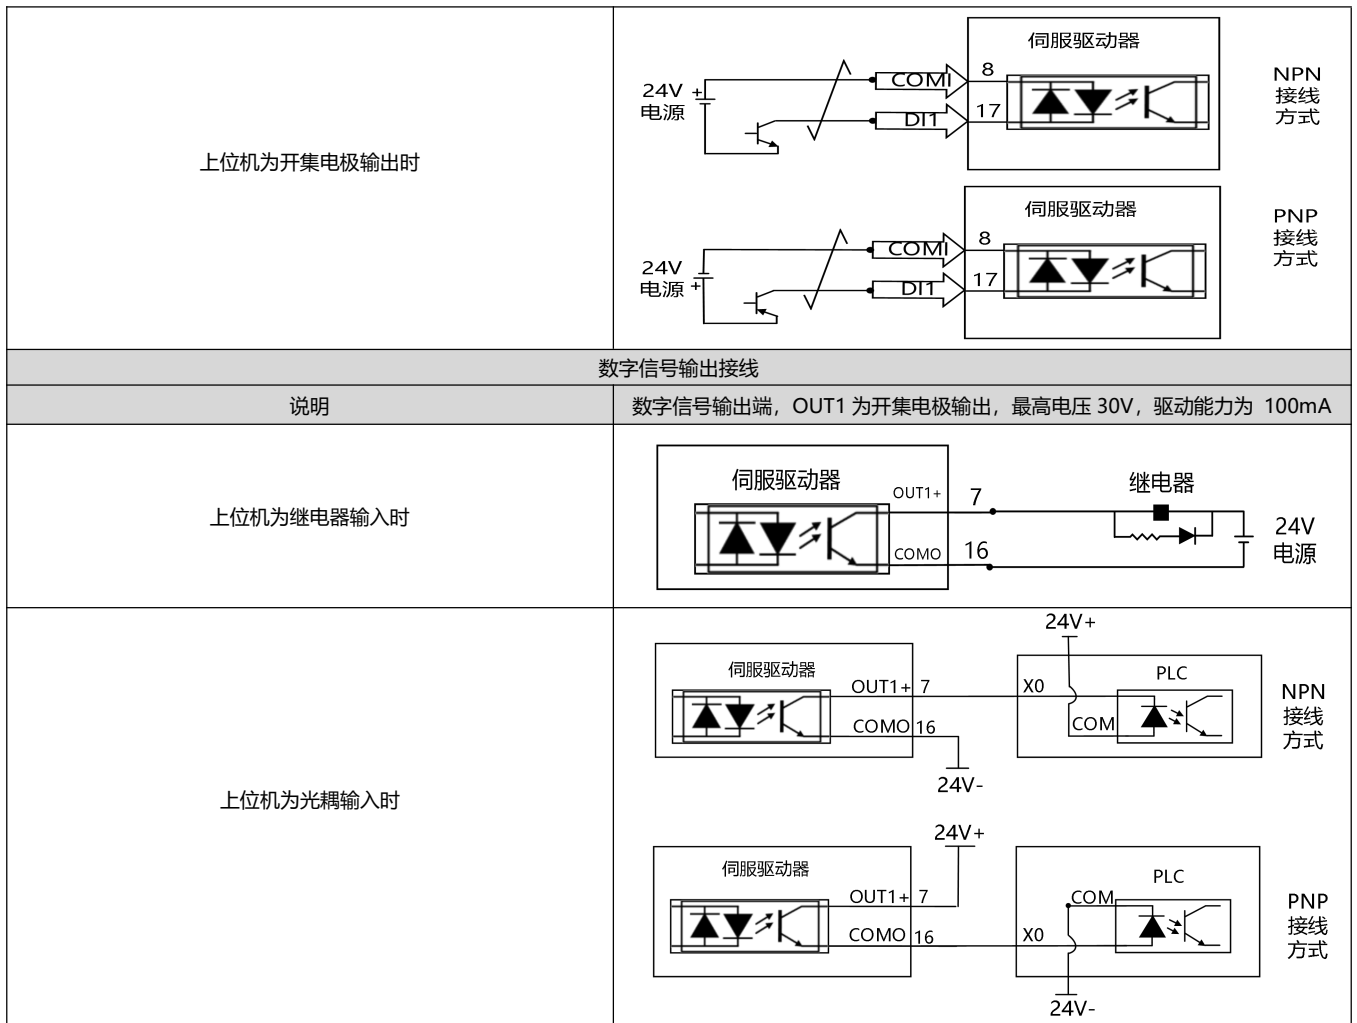 上位机为开集电极输出时
伺服驱动器
24V +
电源
COMI
8
DI1
17
NPN
接线
方式
伺服驱动器
24V
电源 +
COMI
8
DI1
17
PNP
接线
方式
数字信号输出接线
说明
数字信号输出端，OUT1 为开集电极输出，最高电压 30V，驱动能力为 100mA
上位机为继电器输入时
伺服驱动器
OUT1+
7
COMO
16
继电器
24V
电源
上位机为光耦输入时
24V+
伺服驱动器
OUT1+ 7
COMO 16
24V-
X0
COM
PLC
NPN
接线
方式
24V+
伺服驱动器
OUT1+ 7
COMO 16
COM
X0
PLC
24V-
PNP
接线
方式